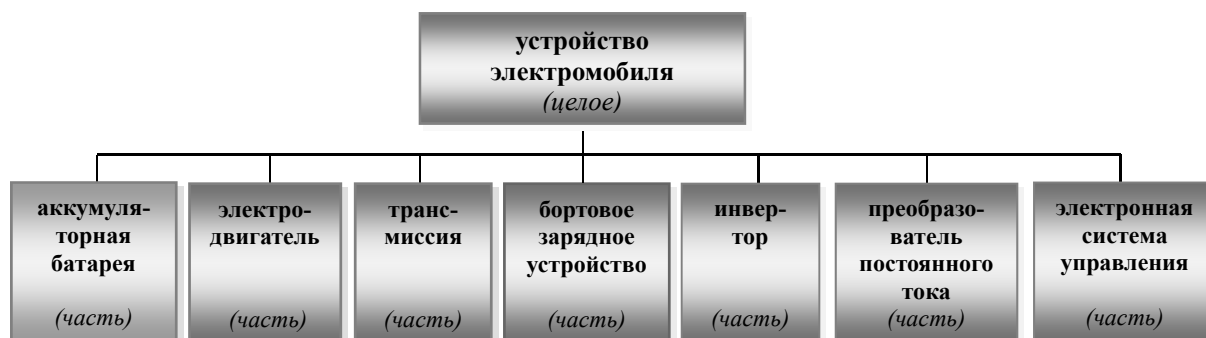 устройство
электромобиля
(целое)
аккумуля-
торная
батарея
(часть)
электро-
двигатель
(часть)
транс-
миссия
(часть)
бортовое
зарядное
устройство
(часть)
инвер-
тор
(часть)
преобразо-
ватель
постоянного
тока
(часть)
электронная
система
управления
(часть)